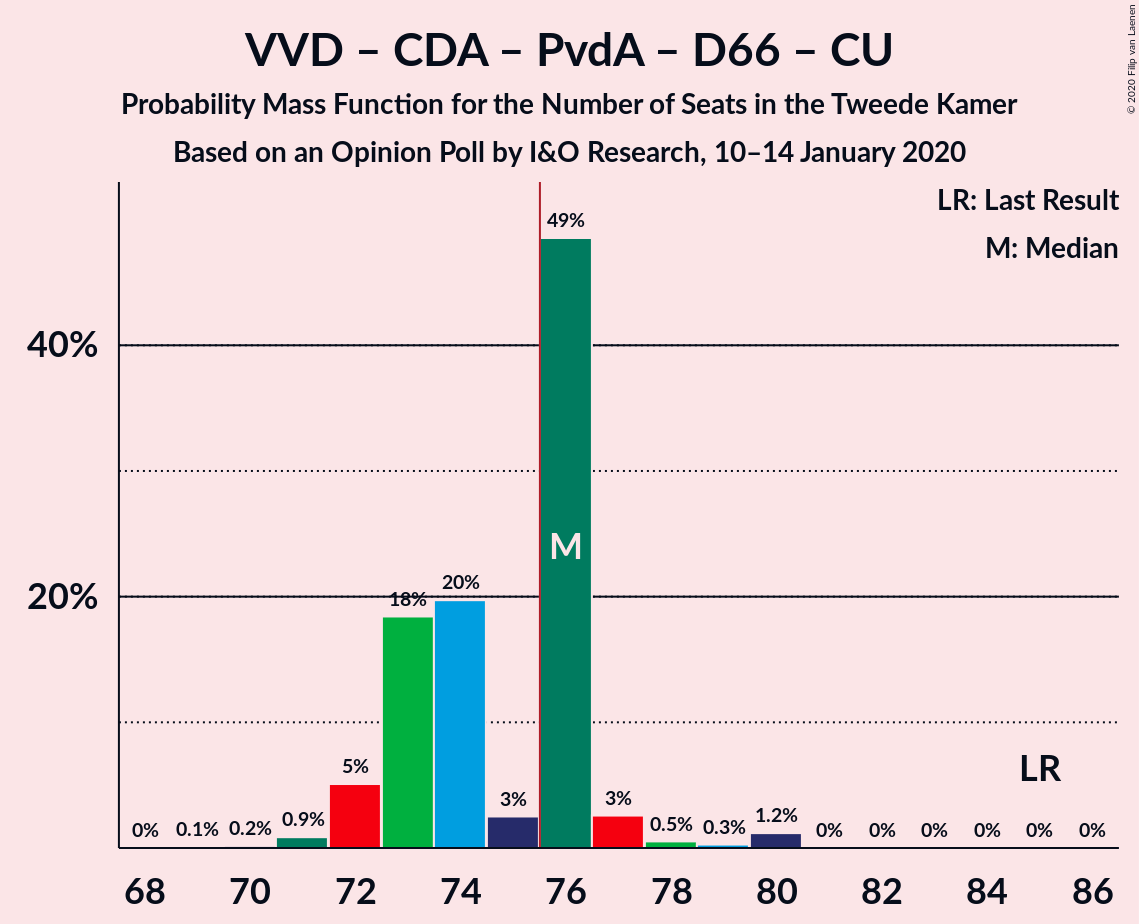 VVD – CDA – PvdA – D66 – CU
Probability Mass Function for the Number of Seats in the Tweede Kamer
Based on an Opinion Poll by I&O Research, 10–14 January 2020
© 2020 Filip van Laenen
LR: Last Result
M: Median
49%
40%
M
20%
20%
18%
LR
5%
3%
3%
0%
0.1%
0.2%
0.9%
0.5%
0.3%
1.2%
0%
0%
0%
0%
0%
0%
68 70 72 74 76 78 80 82 84 86